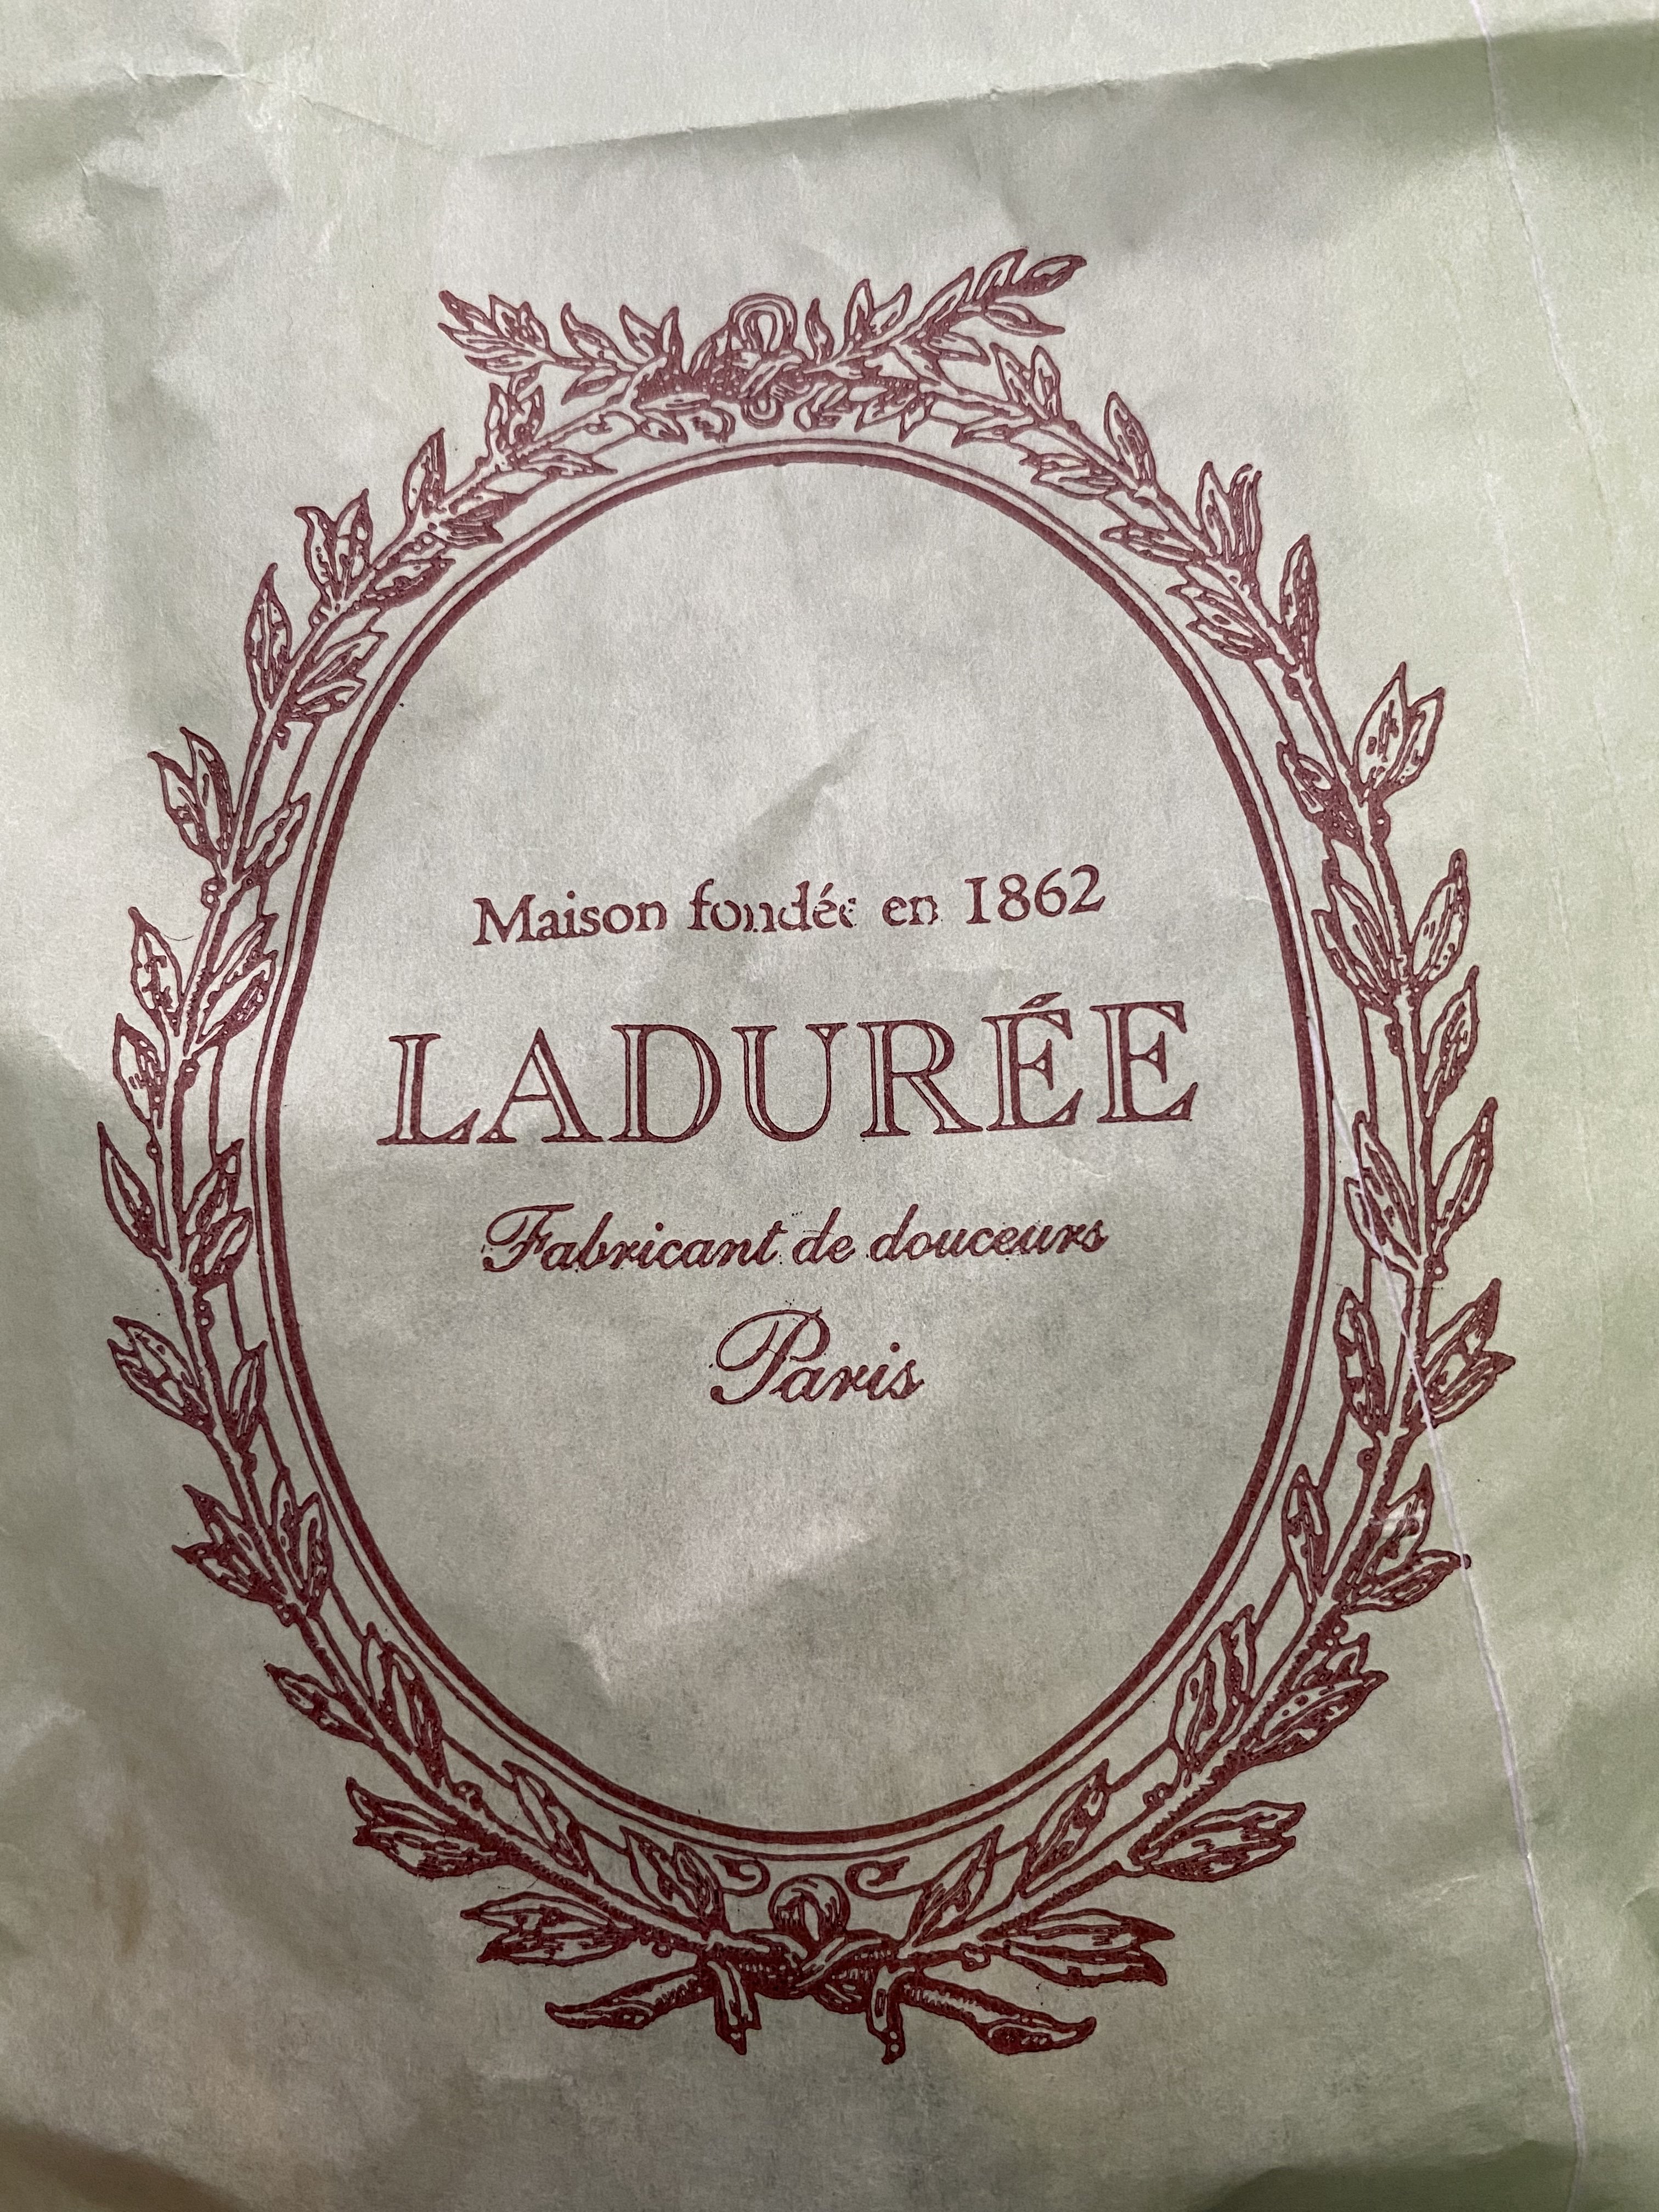 Maison fondée en 1862
LADURÉE
Fabricant de douceurs
Paris